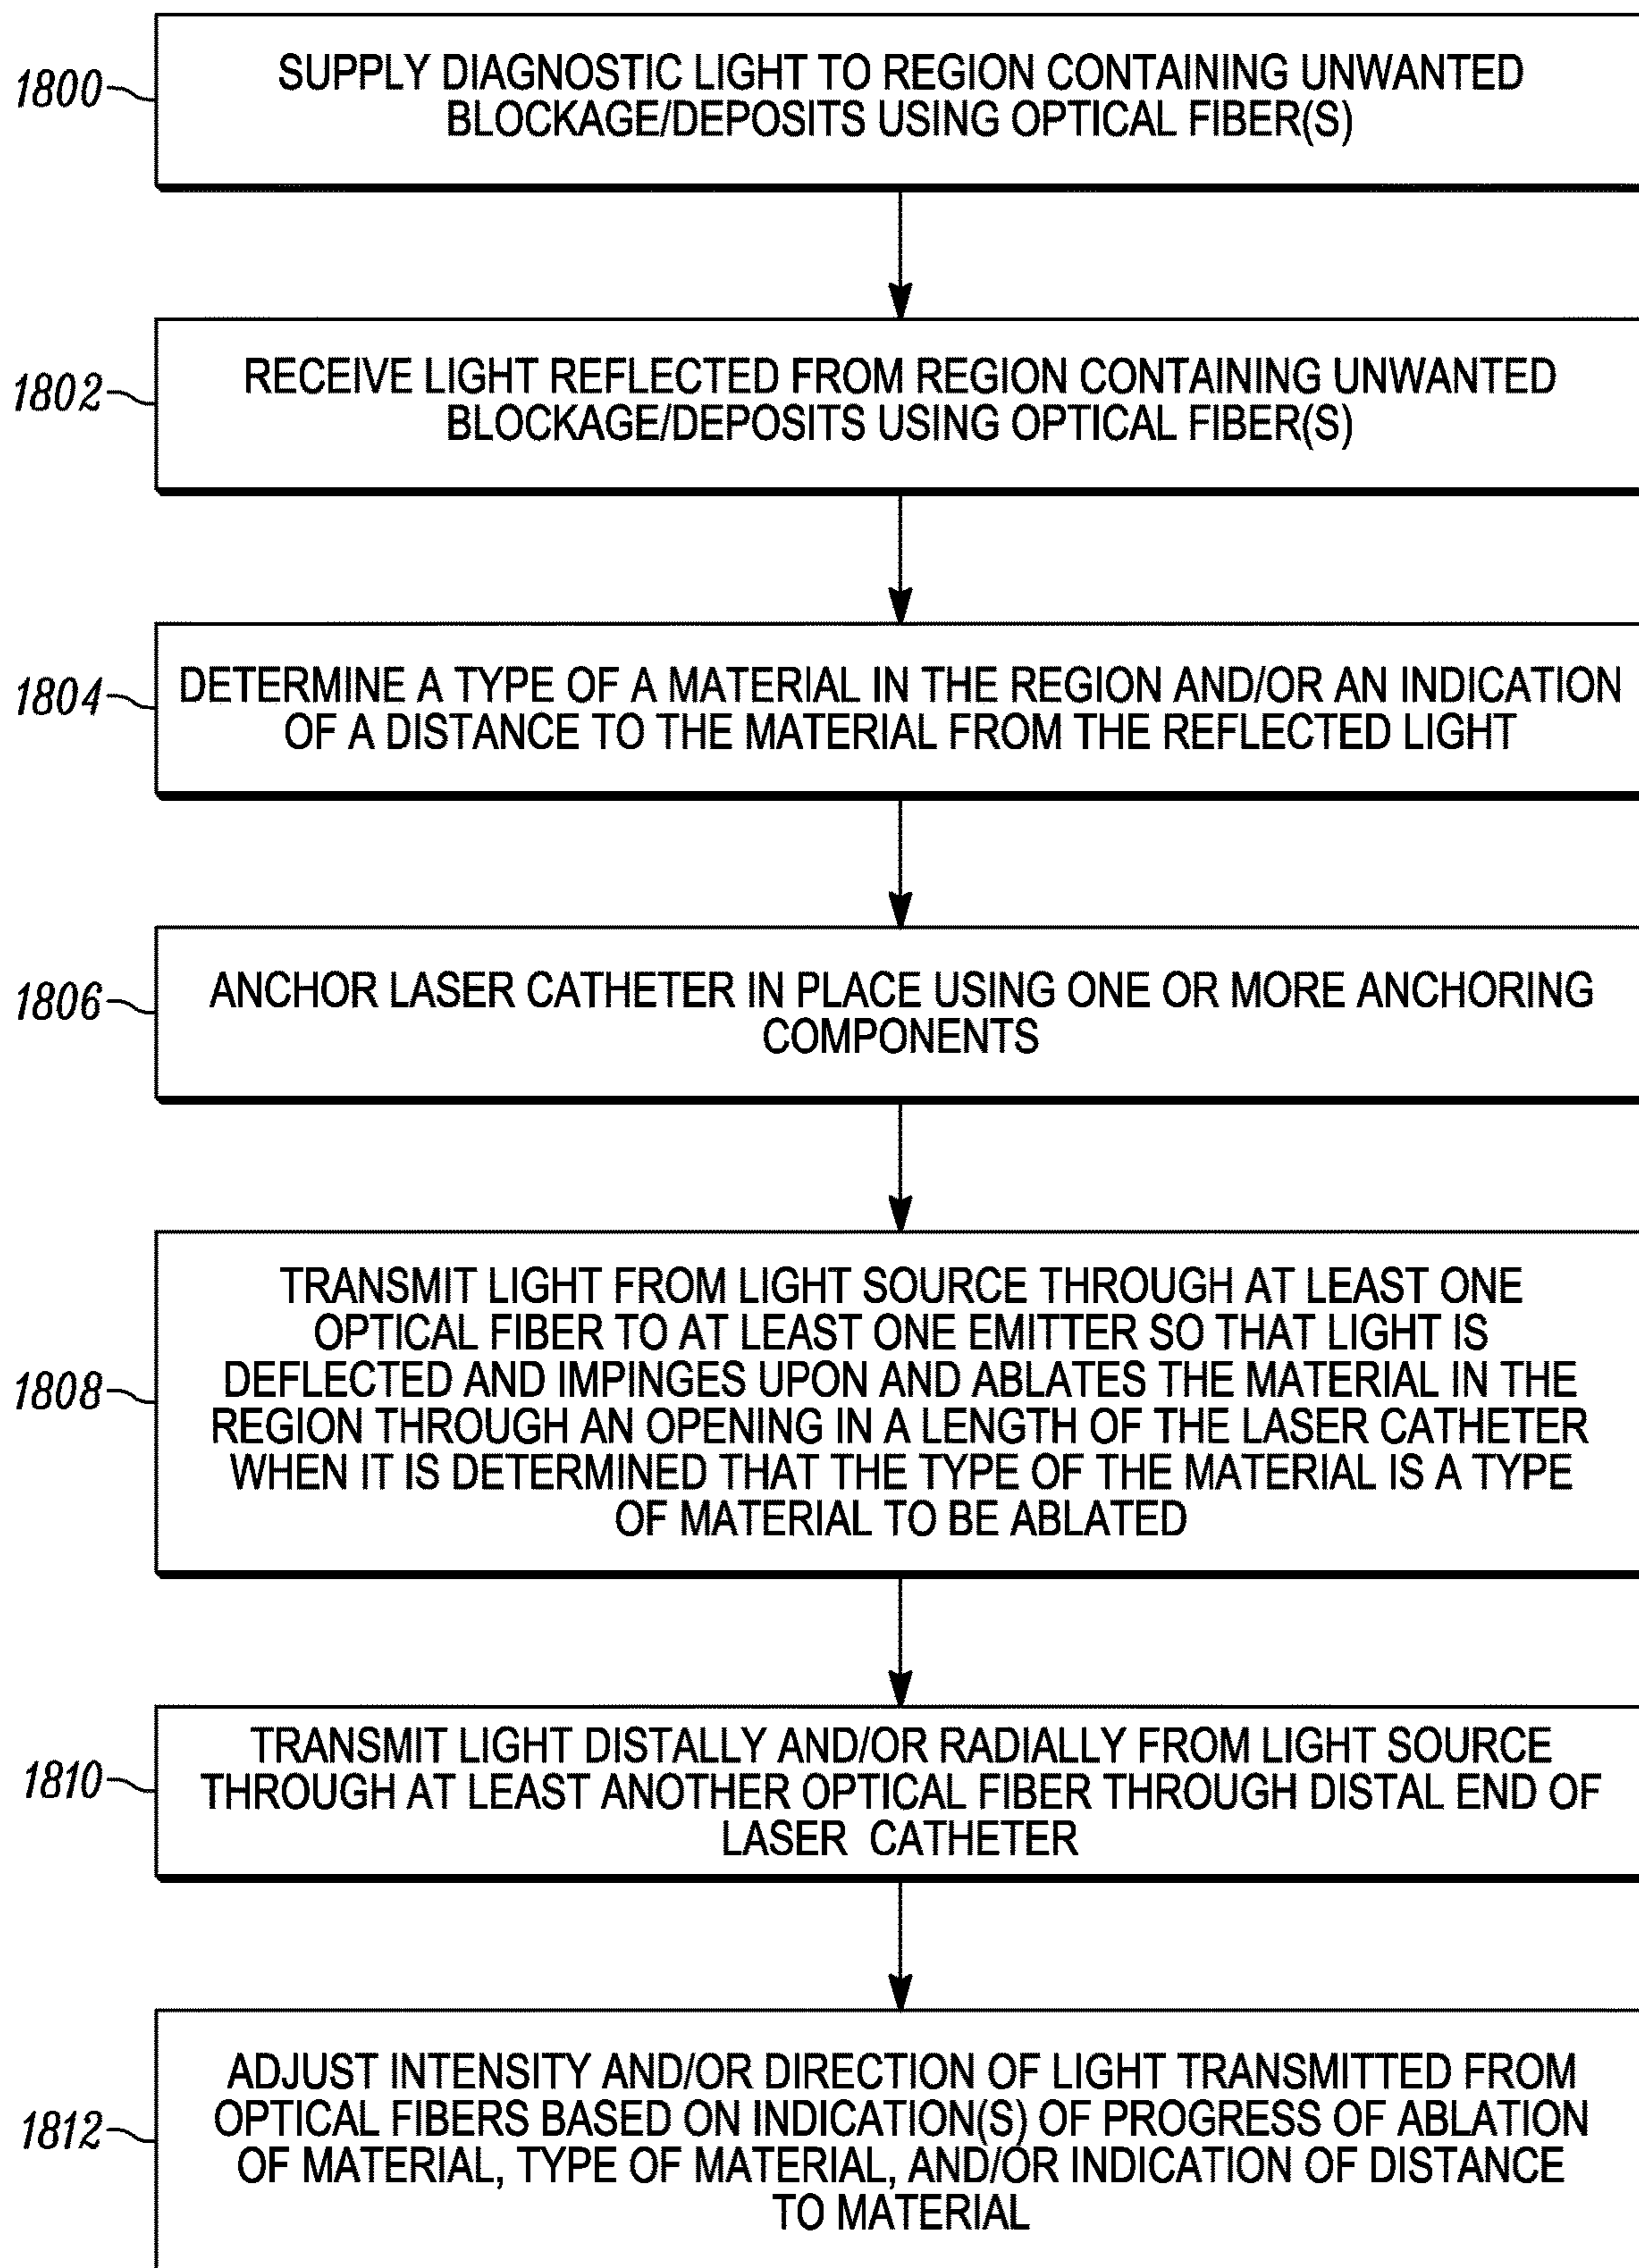 1800
SUPPLY DIAGNOSTIC LIGHT TO REGION CONTAINING UNWANTED
BLOCKAGE/DEPOSITS USING OPTICAL FIBER(S)
1802
RECEIVE LIGHT REFLECTED FROM REGION CONTAINING UNWANTED
BLOCKAGE/DEPOSITS USING OPTICAL FIBER(S)
1804
DETERMINE A TYPE OF A MATERIAL IN THE REGION AND/OR AN INDICATION
OF A DISTANCE TO THE MATERIAL FROM THE REFLECTED LIGHT
1806
ANCHOR LASER CATHETER IN PLACE USING ONE OR MORE ANCHORING
COMPONENTS
1808
TRANSMIT LIGHT FROM LIGHT SOURCE THROUGH AT LEAST ONE
OPTICAL FIBER TO AT LEAST ONE EMITTER SO THAT LIGHT IS
DEFLECTED AND IMPINGES UPON AND ABLATES THE MATERIAL IN THE
REGION THROUGH AN OPENING IN A LENGTH OF THE LASER CATHETER
WHEN IT IS DETERMINED THAT THE TYPE OF THE MATERIAL IS A TYPE
OF MATERIAL TO BE ABLATED
1810
TRANSMIT LIGHT DISTALLY AND/OR RADIALLY FROM LIGHT SOURCE
THROUGH AT LEAST ANOTHER OPTICAL FIBER THROUGH DISTAL END OF
LASER CATHETER
1812
ADJUST INTENSITY AND/OR DIRECTION OF LIGHT TRANSMITTED FROM
OPTICAL FIBERS BASED ON INDICATION(S) OF PROGRESS OF ABLATION
OF MATERIAL, TYPE OF MATERIAL, AND/OR INDICATION OF DISTANCE
TO MATERIAL